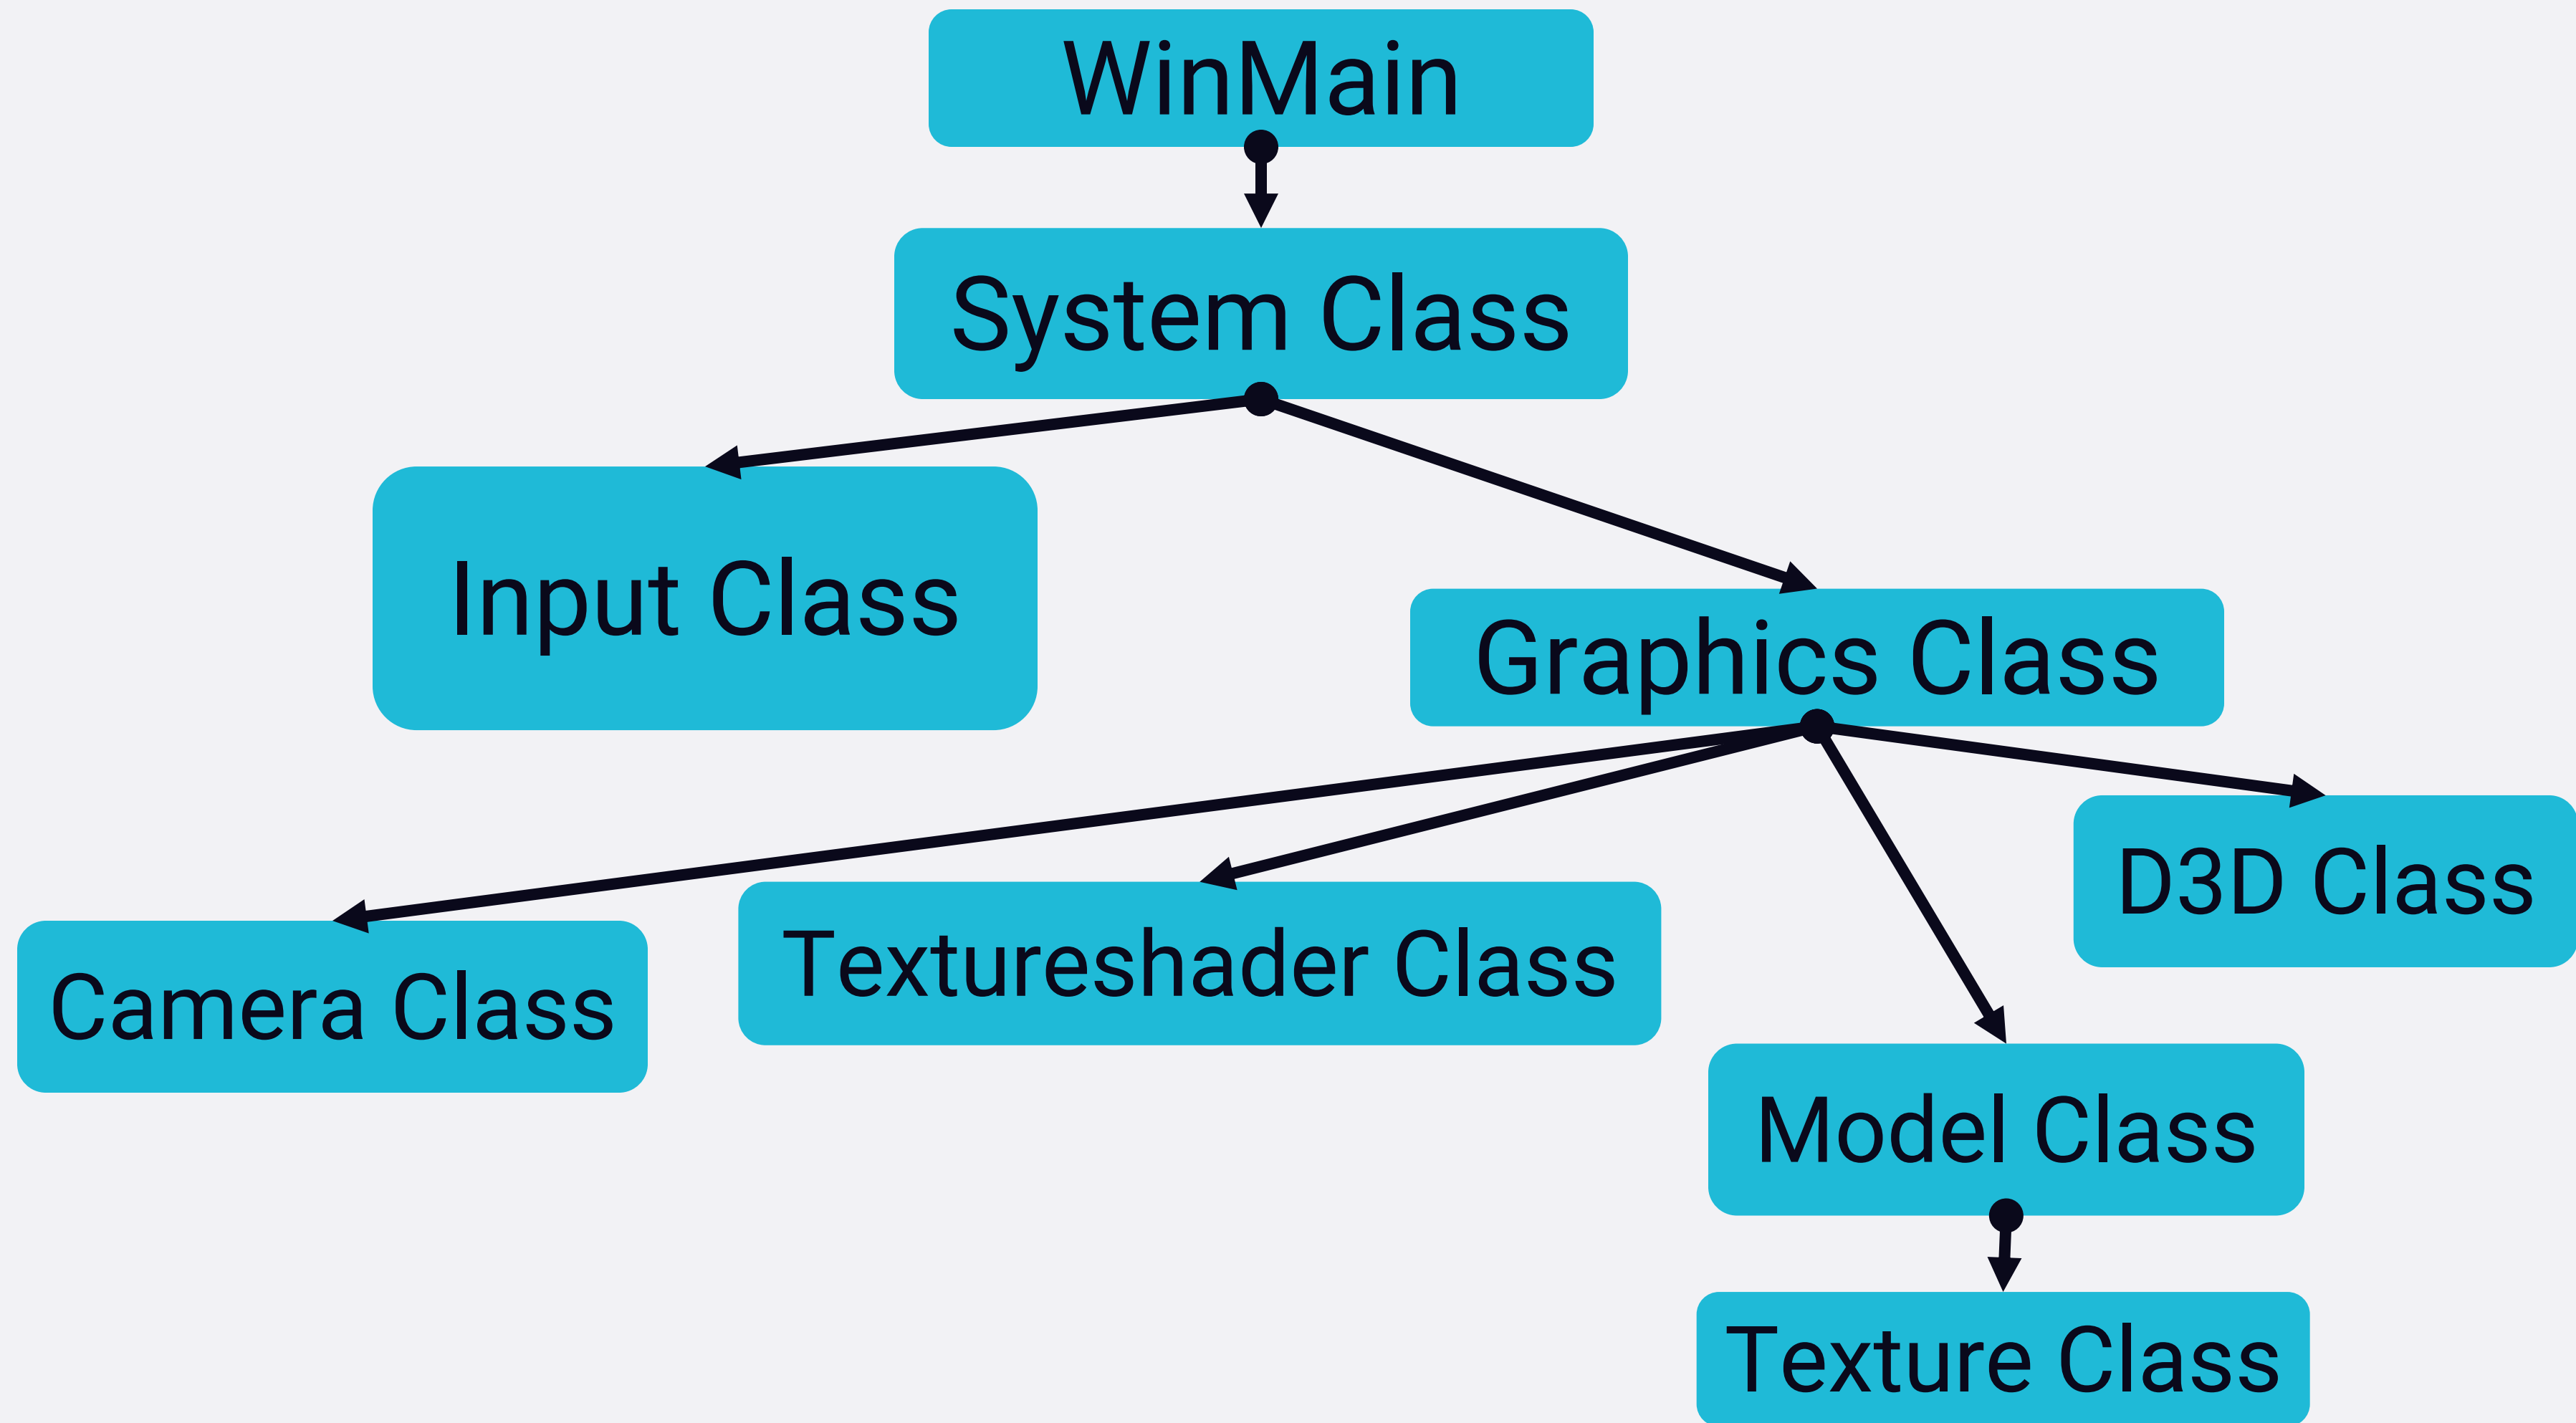 WinMain
System Class
Input Class
Graphics Class
D3D Class
Textureshader Class
Camera Class
Model Class
Texture Class